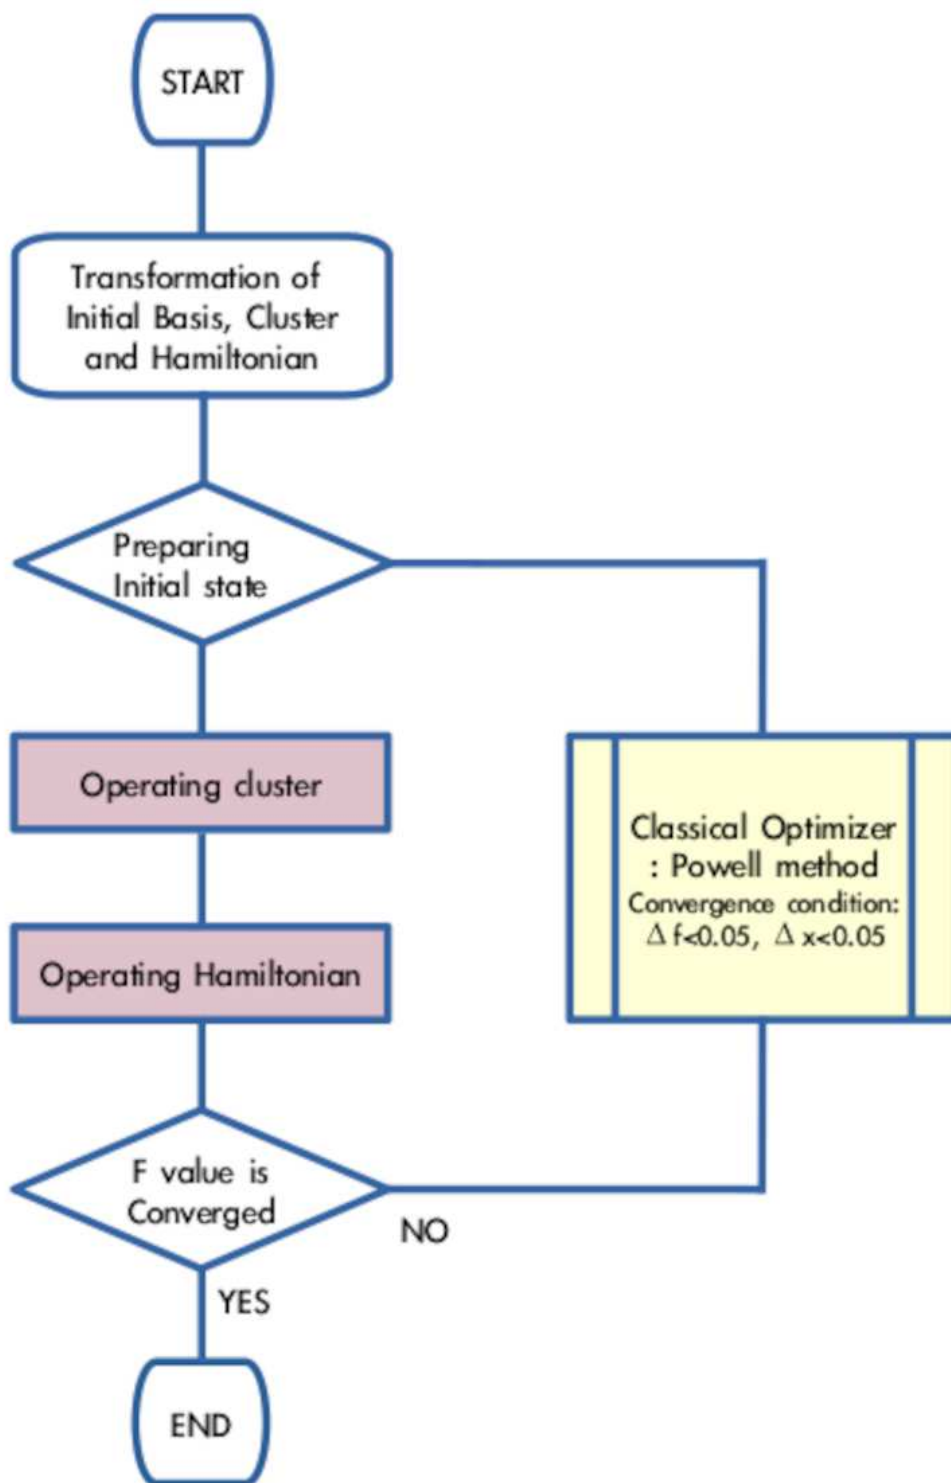 START
Transformation of
Initial Basis, Cluster
and Hamiltonian
Preparing
Initial state
Operating cluster
Operating Hamiltonian
Classical Optimizer
: Powell method
Convergence condition:
Δ f<0.05, Δ x<0.05
F value is
Converged
NO
YES
END